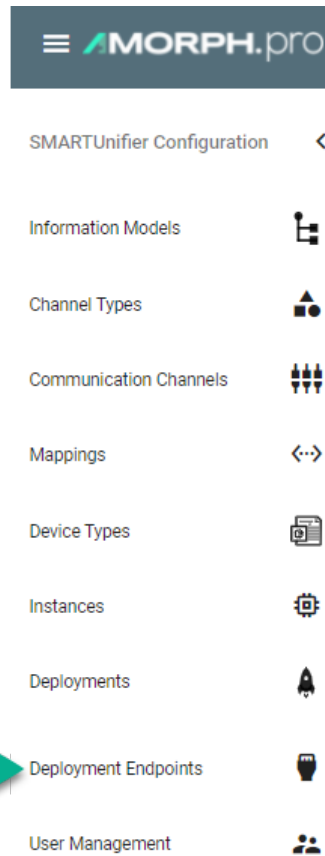 AMORPH.pro
SMARTUnifier Configuration
Information Models
Channel Types
Communication Channels
Mappings
Device Types
Instances
Deployments
Deployment Endpoints
User Management